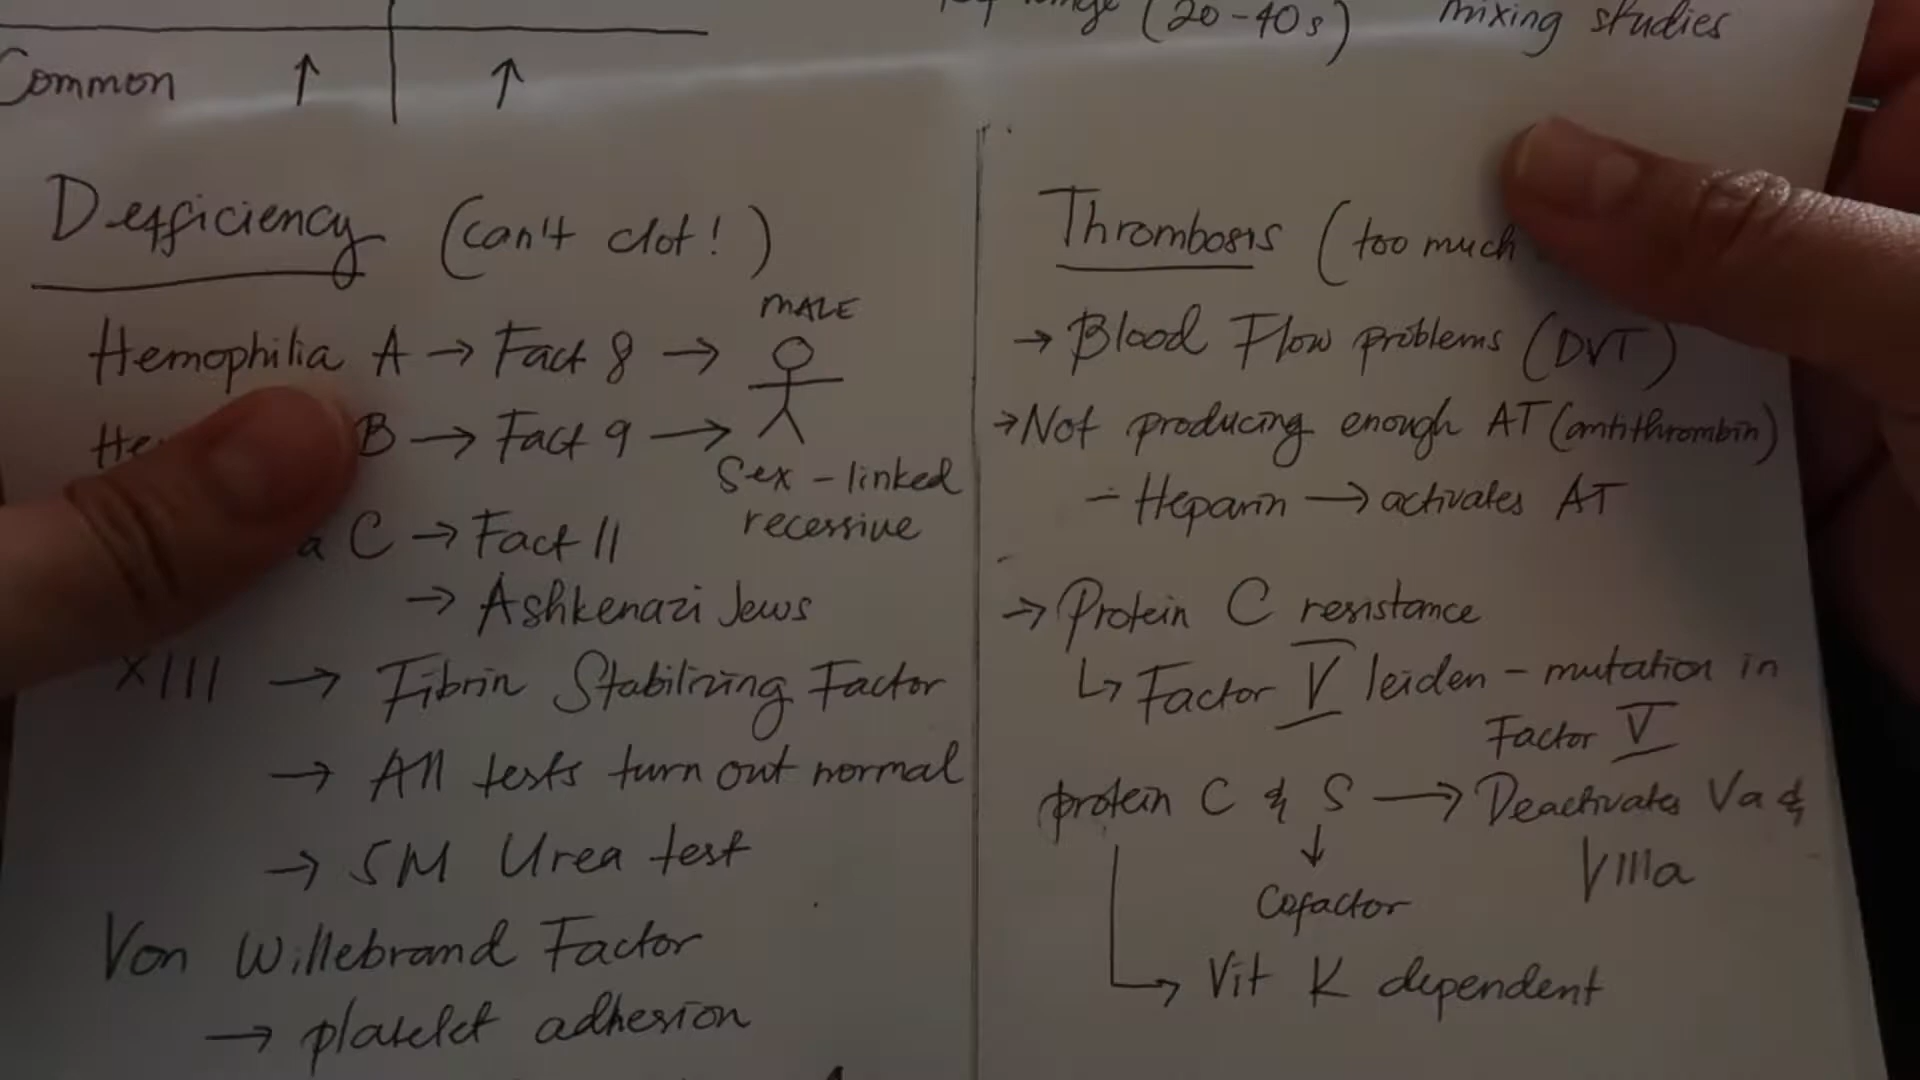 (20-40s) mixing studies
Common ↑ ↑
Defficiency (can't clot!)
MALE
Hemophilia A → Fact 8 →
B → Fact 9 →
Sex - linked
recessive
a C → Fact 11
→ Ashkenazi Jews
XIII → Fibrin Stabilizing Factor
→ All tests turn out normal
→ 5M Urea test
Von Willebrand Factor
→ platelet adhesion
Thrombosis (too much
→ Blood Flow problems (DVT)
→ Not producing enough AT (antithrombin)
- Heparin → activates AT
→ Protein C resistance
↳ Factor V leiden - mutation in
Factor V
protein C & S → Deactivates Va &
VIIIa
↓
Cofactor
↳ Vit K dependent